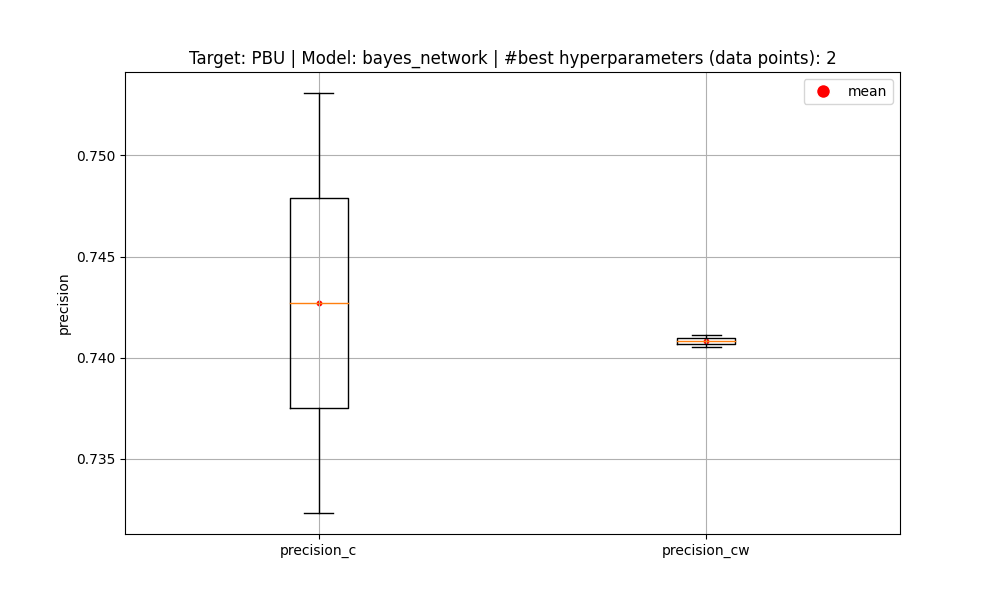 Target: PBU | Model: bayes_network | #best hyperparameters (data points): 2
mean
0.750
0.745
0.740
0.735
precision
precision_c
precision_cw